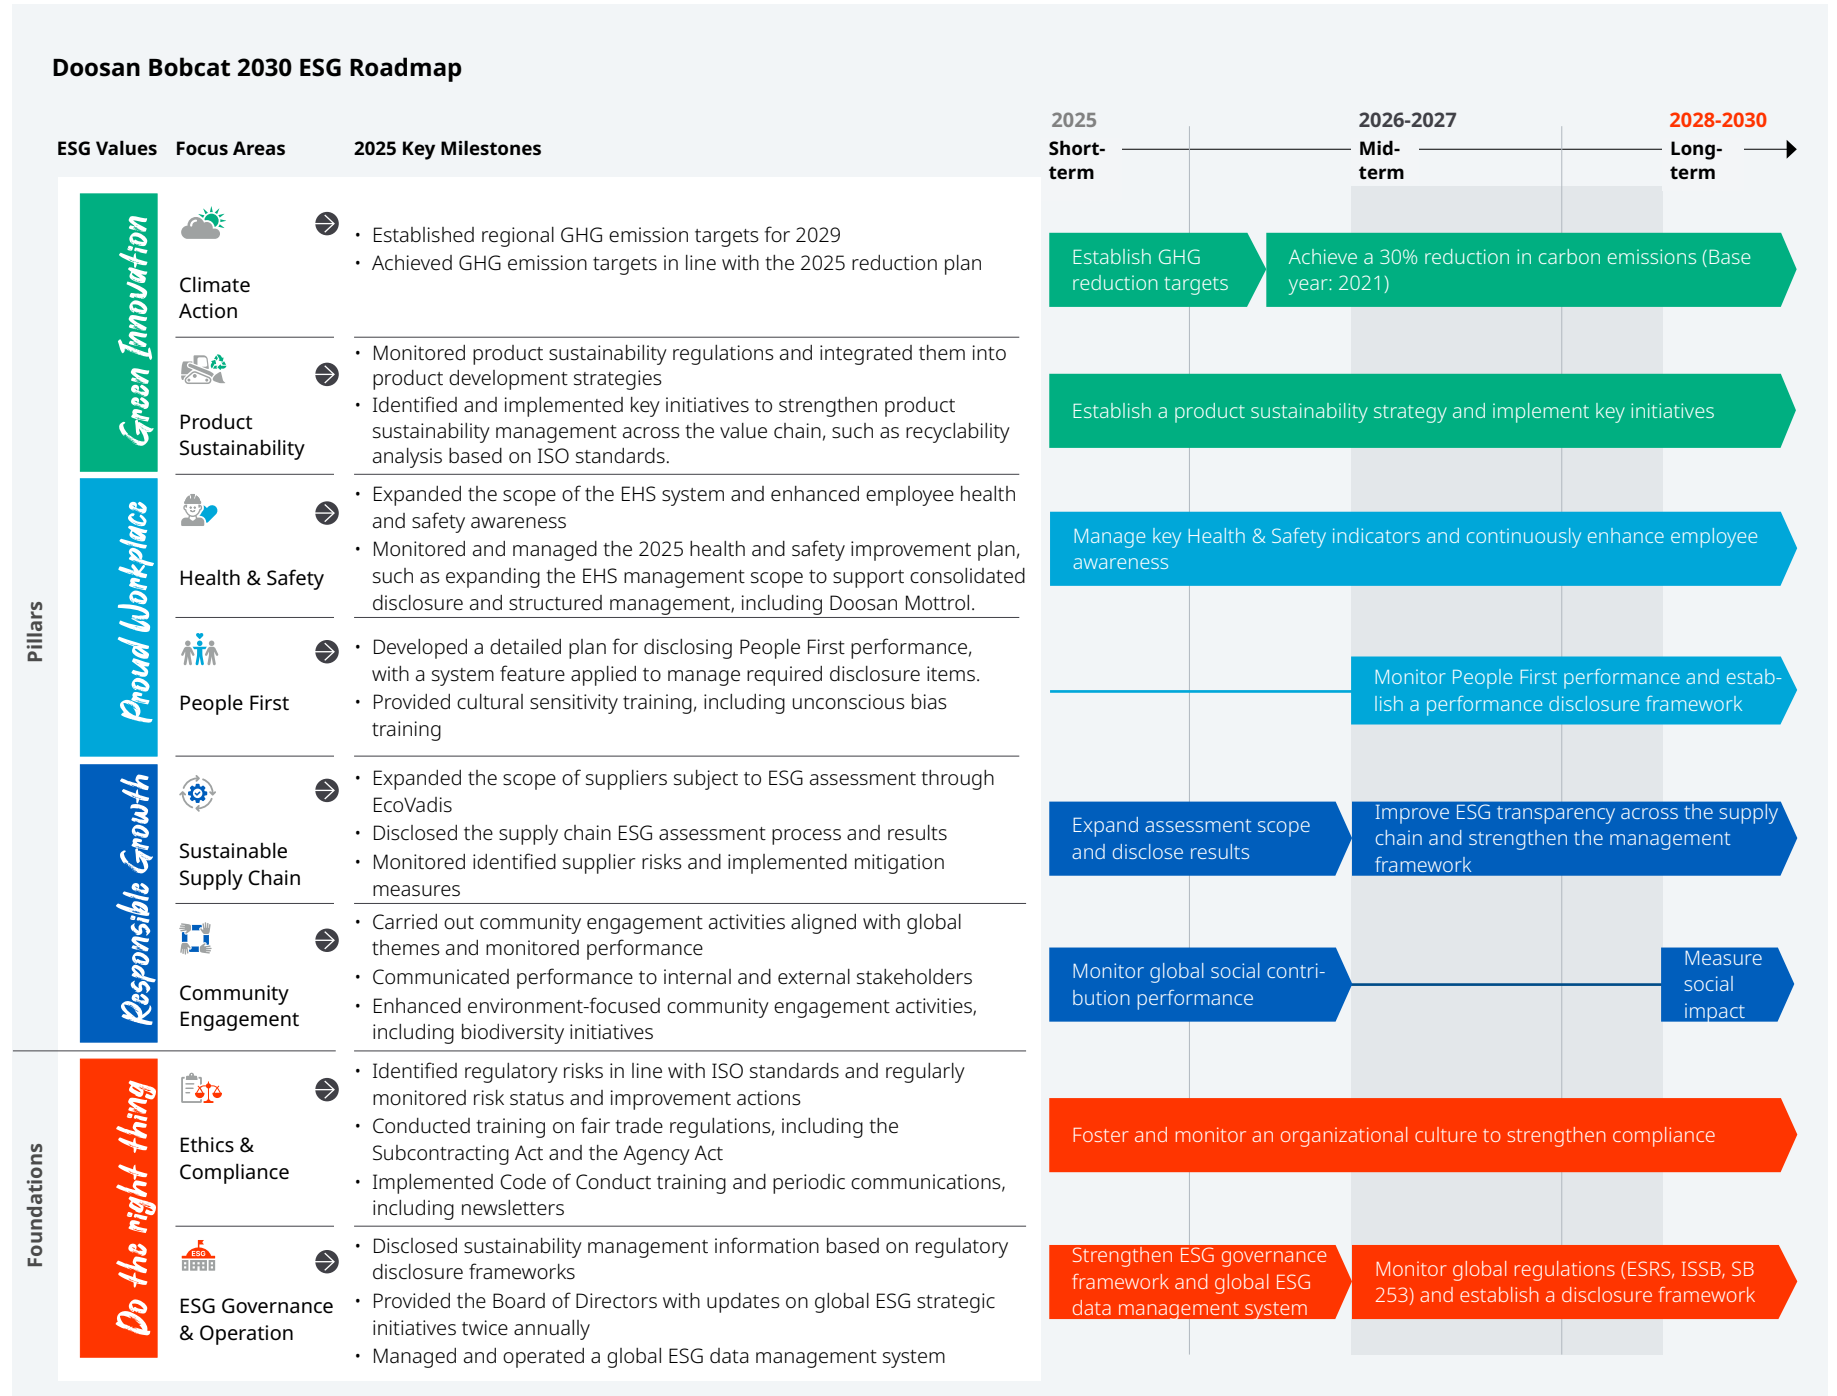 Doosan Bobcat 2030 ESG Roadmap
ESG Values
Focus Areas
2025 Key Milestones
2025
Short-
term
2026-2027
Mid-
term
2028-2030
Long-
term
Pillars
Green Innovation
Climate
Action
• Established regional GHG emission targets for 2029
• Achieved GHG emission targets in line with the 2025 reduction plan
Establish GHG
reduction targets
Achieve a 30% reduction in carbon emissions (Base
year: 2021)
Product
Sustainability
• Monitored product sustainability regulations and integrated them into
product development strategies
• Identified and implemented key initiatives to strengthen product
sustainability management across the value chain, such as recyclability
analysis based on ISO standards.
Establish a product sustainability strategy and implement key initiatives
Proud Workplace
Health & Safety
• Expanded the scope of the EHS system and enhanced employee health
and safety awareness
• Monitored and managed the 2025 health and safety improvement plan,
such as expanding the EHS management scope to support consolidated
disclosure and structured management, including Doosan Mottrol.
Manage key Health & Safety indicators and continuously enhance employee
awareness
People First
• Developed a detailed plan for disclosing People First performance,
with a system feature applied to manage required disclosure items.
• Provided cultural sensitivity training, including unconscious bias
training
Monitor People First performance and estab-
lish a performance disclosure framework
Responsible Growth
Sustainable
Supply Chain
• Expanded the scope of suppliers subject to ESG assessment through
EcoVadis
• Disclosed the supply chain ESG assessment process and results
• Monitored identified supplier risks and implemented mitigation
measures
Expand assessment scope
and disclose results
Improve ESG transparency across the supply
chain and strengthen the management
framework
Community
Engagement
• Carried out community engagement activities aligned with global
themes and monitored performance
• Communicated performance to internal and external stakeholders
• Enhanced environment-focused community engagement activities,
including biodiversity initiatives
Monitor global social contri-
bution performance
Measure
social
impact
Foundations
Do the right thing
Ethics &
Compliance
• Identified regulatory risks in line with ISO standards and regularly
monitored risk status and improvement actions
• Conducted training on fair trade regulations, including the
Subcontracting Act and the Agency Act
• Implemented Code of Conduct training and periodic communications,
including newsletters
Foster and monitor an organizational culture to strengthen compliance
ESG
ESG Governance
& Operation
• Disclosed sustainability management information based on regulatory
disclosure frameworks
• Provided the Board of Directors with updates on global ESG strategic
initiatives twice annually
• Managed and operated a global ESG data management system
Strengthen ESG governance
framework and global ESG
data management system
Monitor global regulations (ESRS, ISSB, SB
253) and establish a disclosure framework